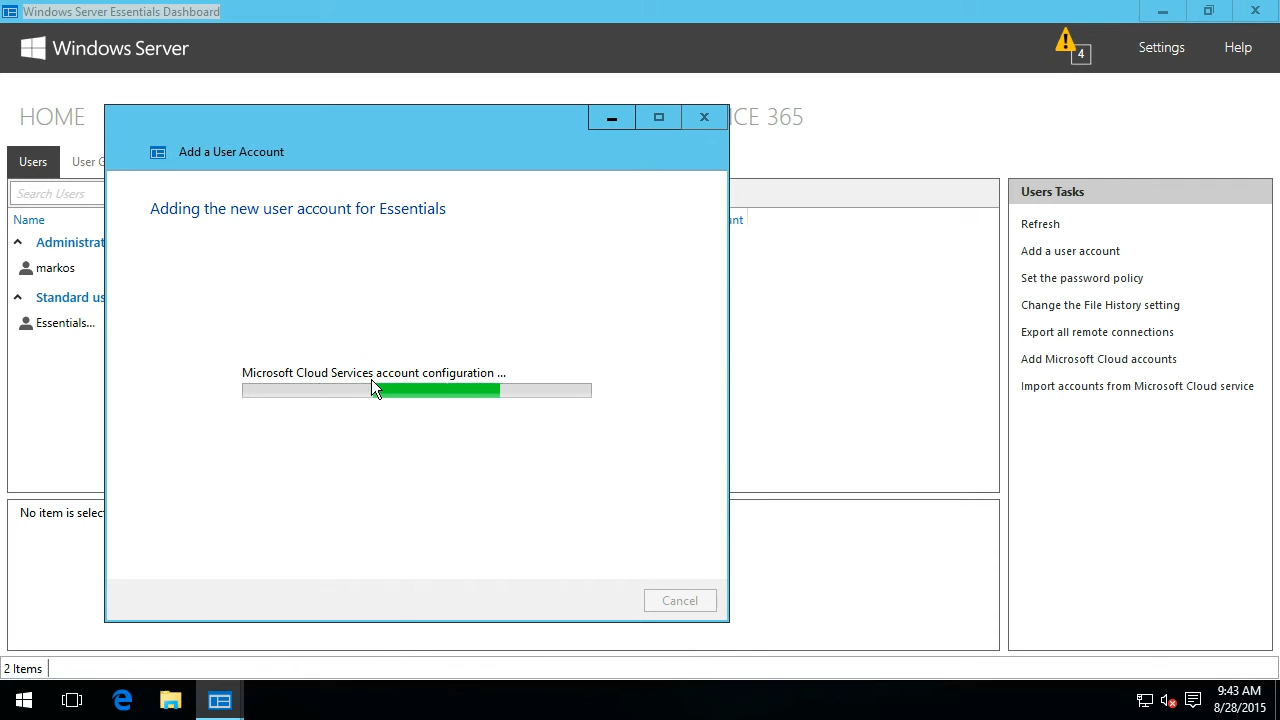 Windows Server Essentials Dashboard
Windows Server
4
Settings
Help
HOME
ICE 365
Add a User Account
Users
User G
Search Users
Name
unt
Administrat
markos
Standard us
Essentials...
Adding the new user account for Essentials
Microsoft Cloud Services account configuration ...
Cancel
No item is selec
Users Tasks
Refresh
Add a user account
Set the password policy
Change the File History setting
Export all remote connections
Add Microsoft Cloud accounts
Import accounts from Microsoft Cloud service
2 Items
9:43 AM
8/28/2015